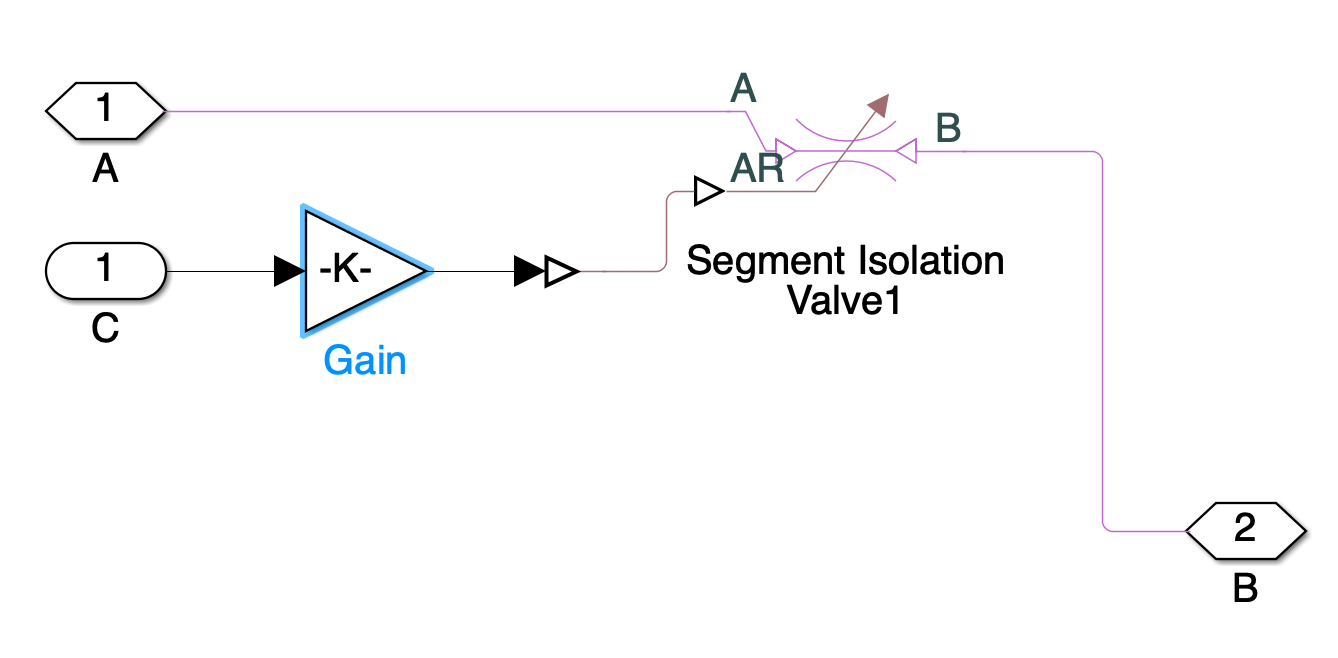 1
A
A
B
AR
1
C
-K-
Gain
Segment Isolation
Valve1
2
B